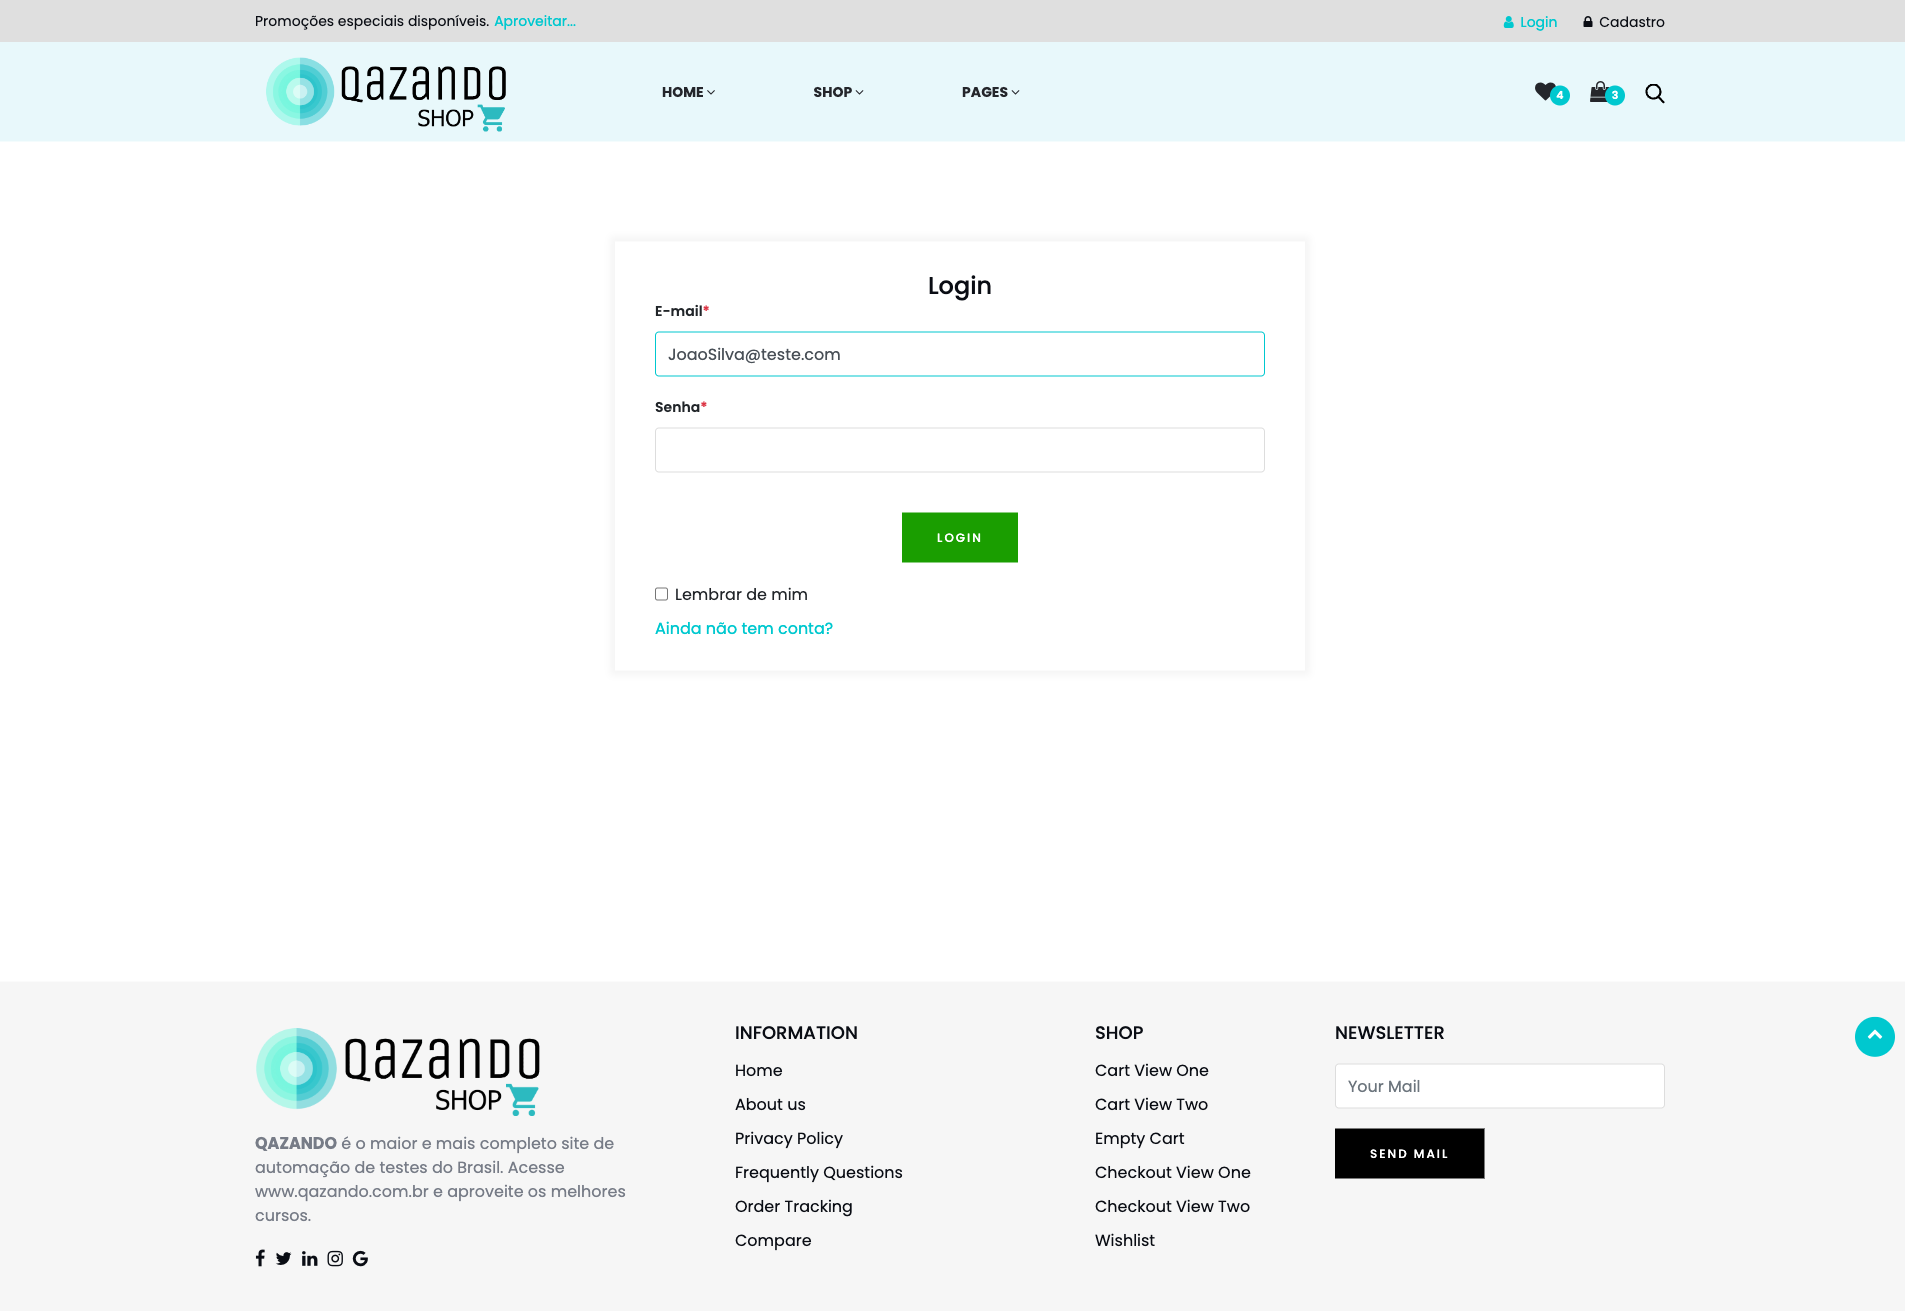 Promoções especiais disponíveis. Aproveitar...
Login
Cadastro
QAZANDO
SHOP
HOME
SHOP
PAGES
4
3
Login
E-mail*
JoaoSilva@teste.com
Senha*
LOGIN
Lembrar de mim
Ainda não tem conta?
QAZANDO
SHOP
QAZANDO é o maior e mais completo site de
automação de testes do Brasil. Acesse
www.qazando.com.br e aproveite os melhores
cursos.
INFORMATION
Home
About us
Privacy Policy
Frequently Questions
Order Tracking
Compare
SHOP
Cart View One
Cart View Two
Empty Cart
Checkout View One
Checkout View Two
Wishlist
NEWSLETTER
Your Mail
SEND MAIL